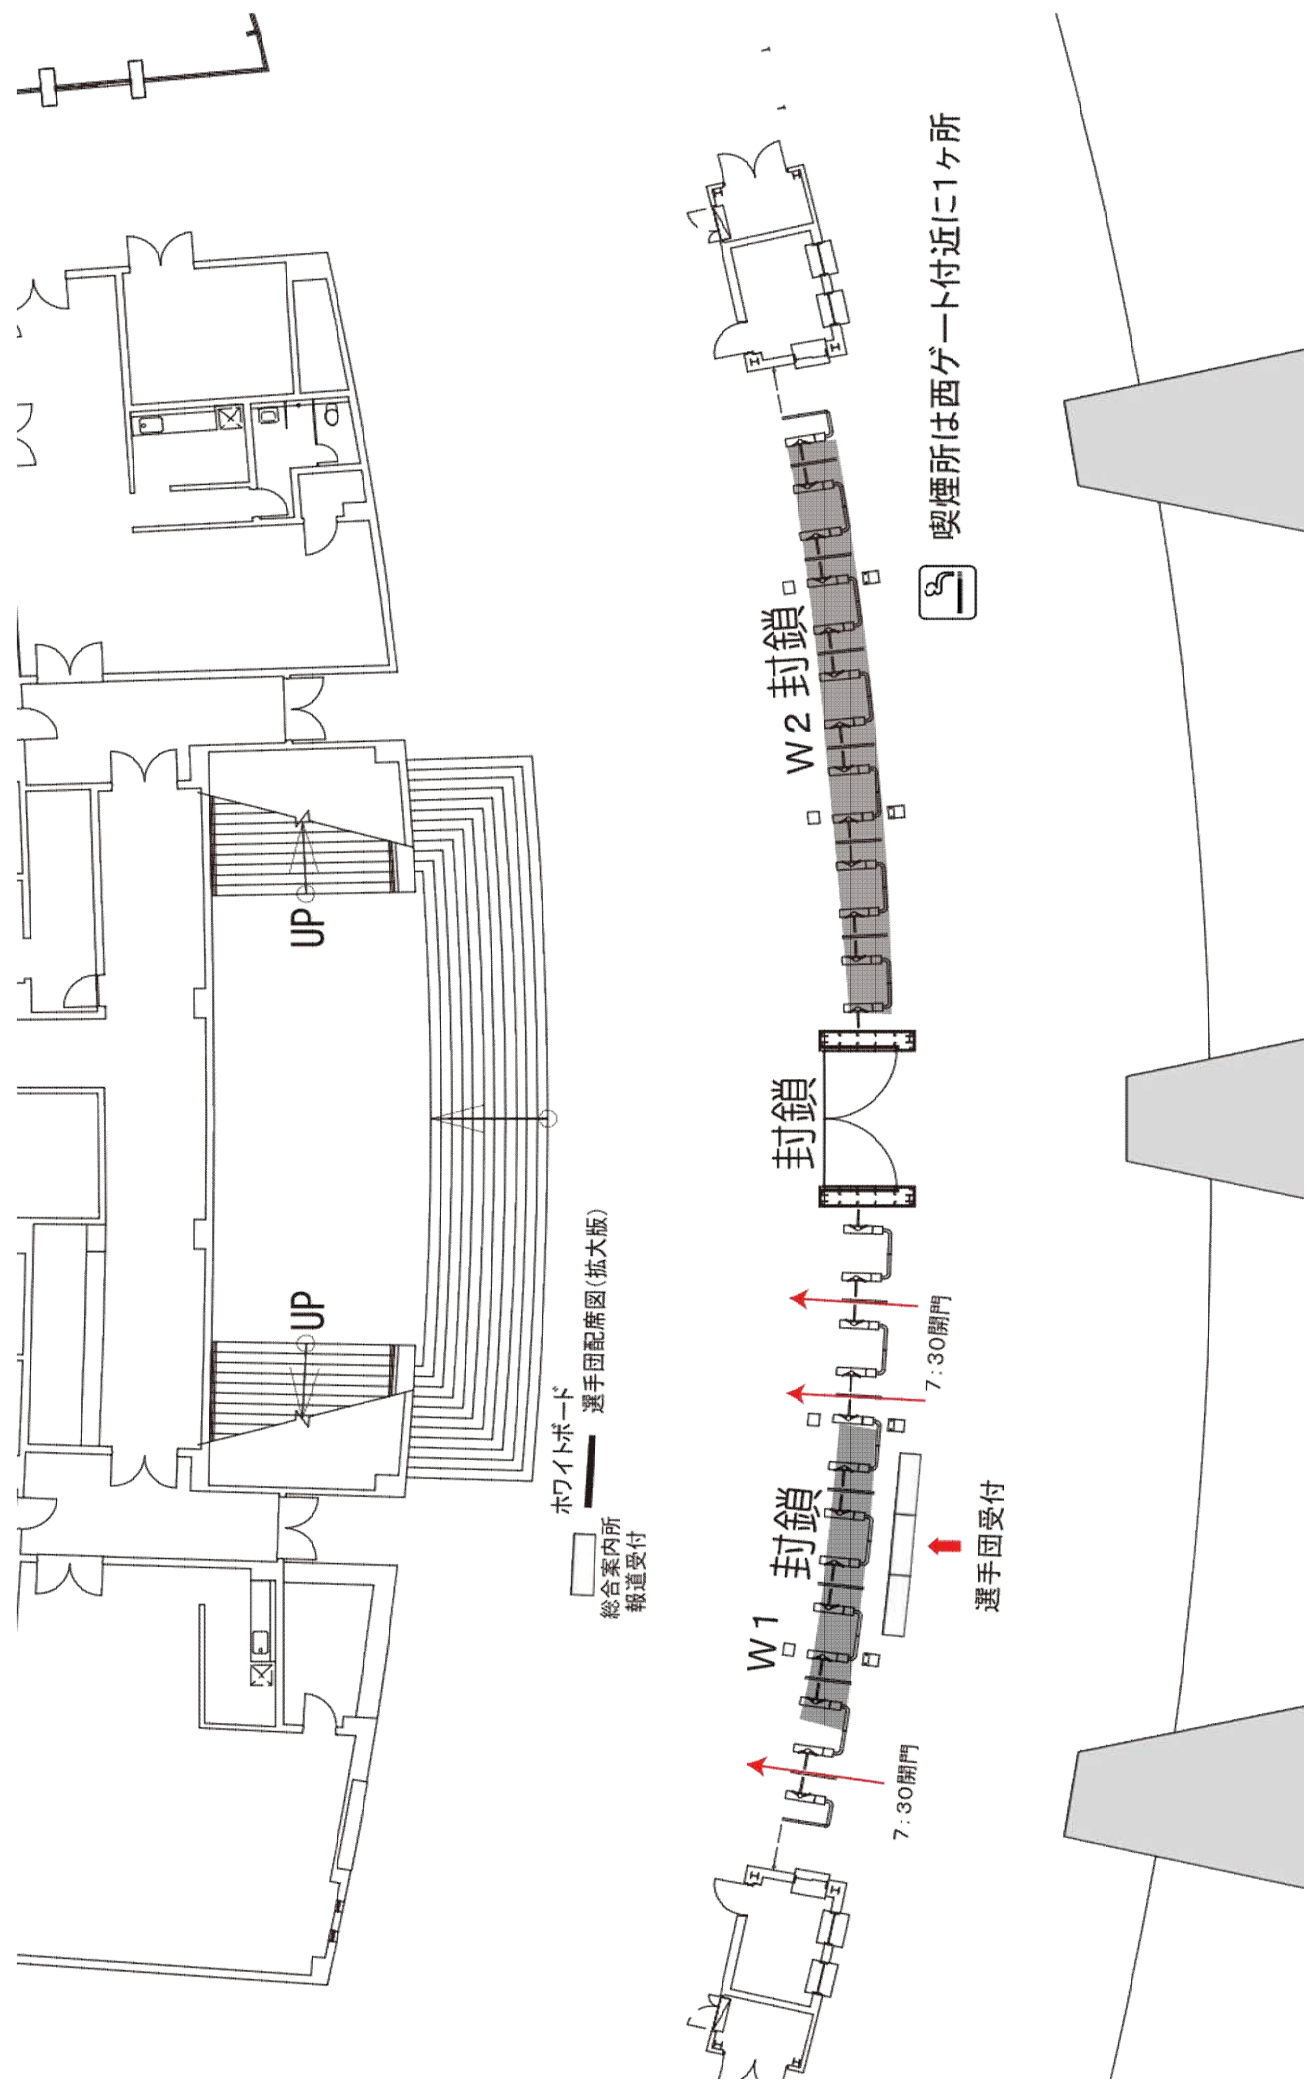 UP
UP
ホワイトボード
選手団配席図(拡大版)
総合案内所
報道受付
W1
封鎖
封鎖
W2 封鎖
7:30開門
7:30開門
選手団受付
喫煙所は西ゲート付近に1ヶ所